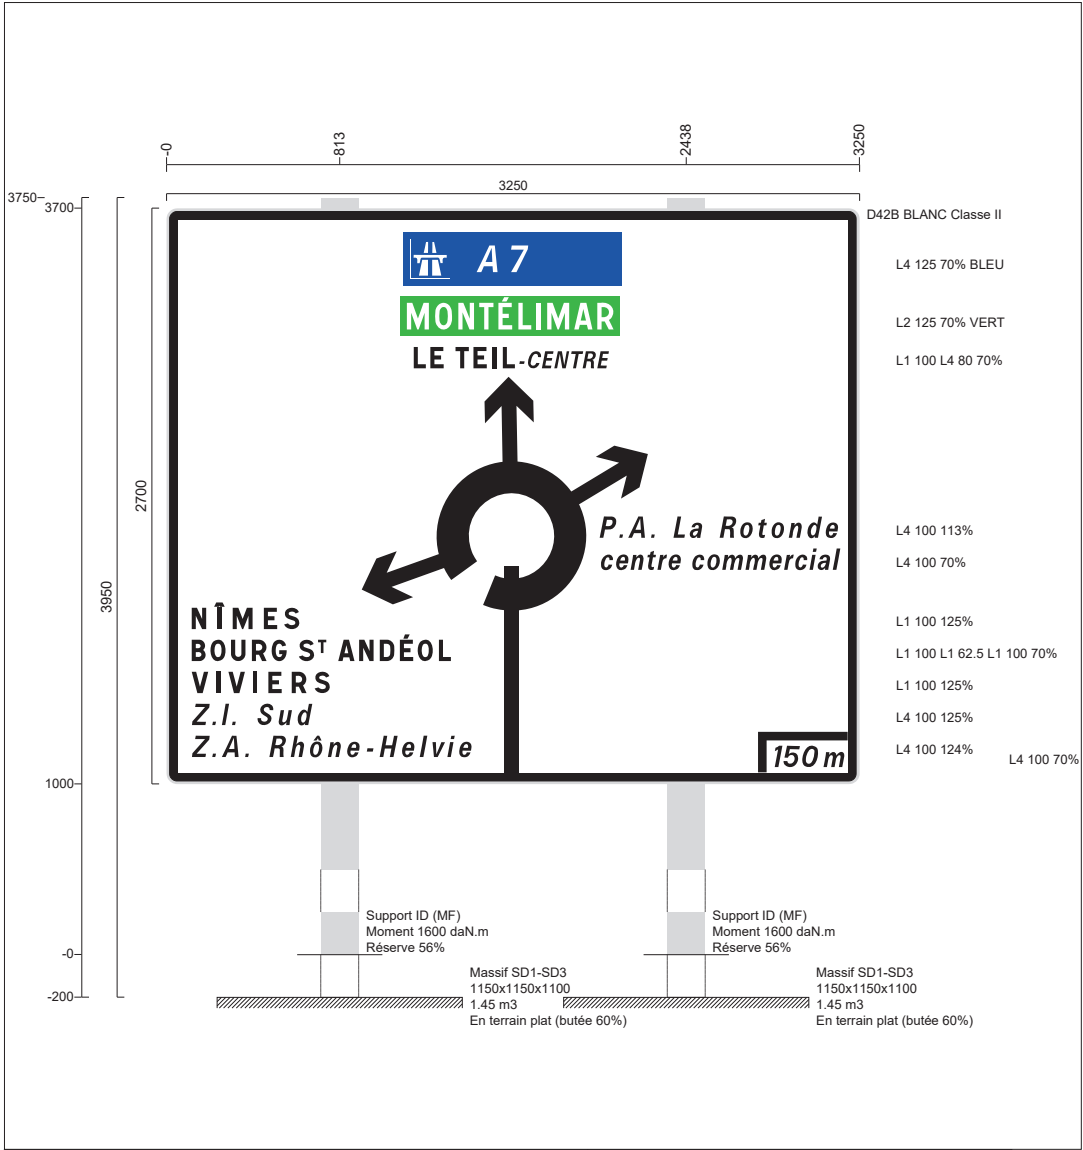 -0
813
2438
3250
3750
3700
3250
D42B BLANC Classe II
A 7
L4 125 70% BLEU
MONTÉLIMAR
L2 125 70% VERT
LE TEIL-CENTRE
L1 100 L4 80 70%
2700
3950
P.A. La Rotonde
L4 100 113%
centre commercial
L4 100 70%
NÎMES
L1 100 125%
BOURG ST ANDÉOL
L1 100 L1 62.5 L1 100 70%
VIVIERS
L1 100 125%
Z.I. Sud
L4 100 125%
Z.A. Rhône-Helvie
L4 100 124%
150 m
L4 100 70%
1000
Support ID (MF)
Moment 1600 daN.m
Réserve 56%
Support ID (MF)
Moment 1600 daN.m
Réserve 56%
-0
Massif SD1-SD3
1150x1150x1100
1.45 m3
En terrain plat (butée 60%)
Massif SD1-SD3
1150x1150x1100
1.45 m3
En terrain plat (butée 60%)
-200